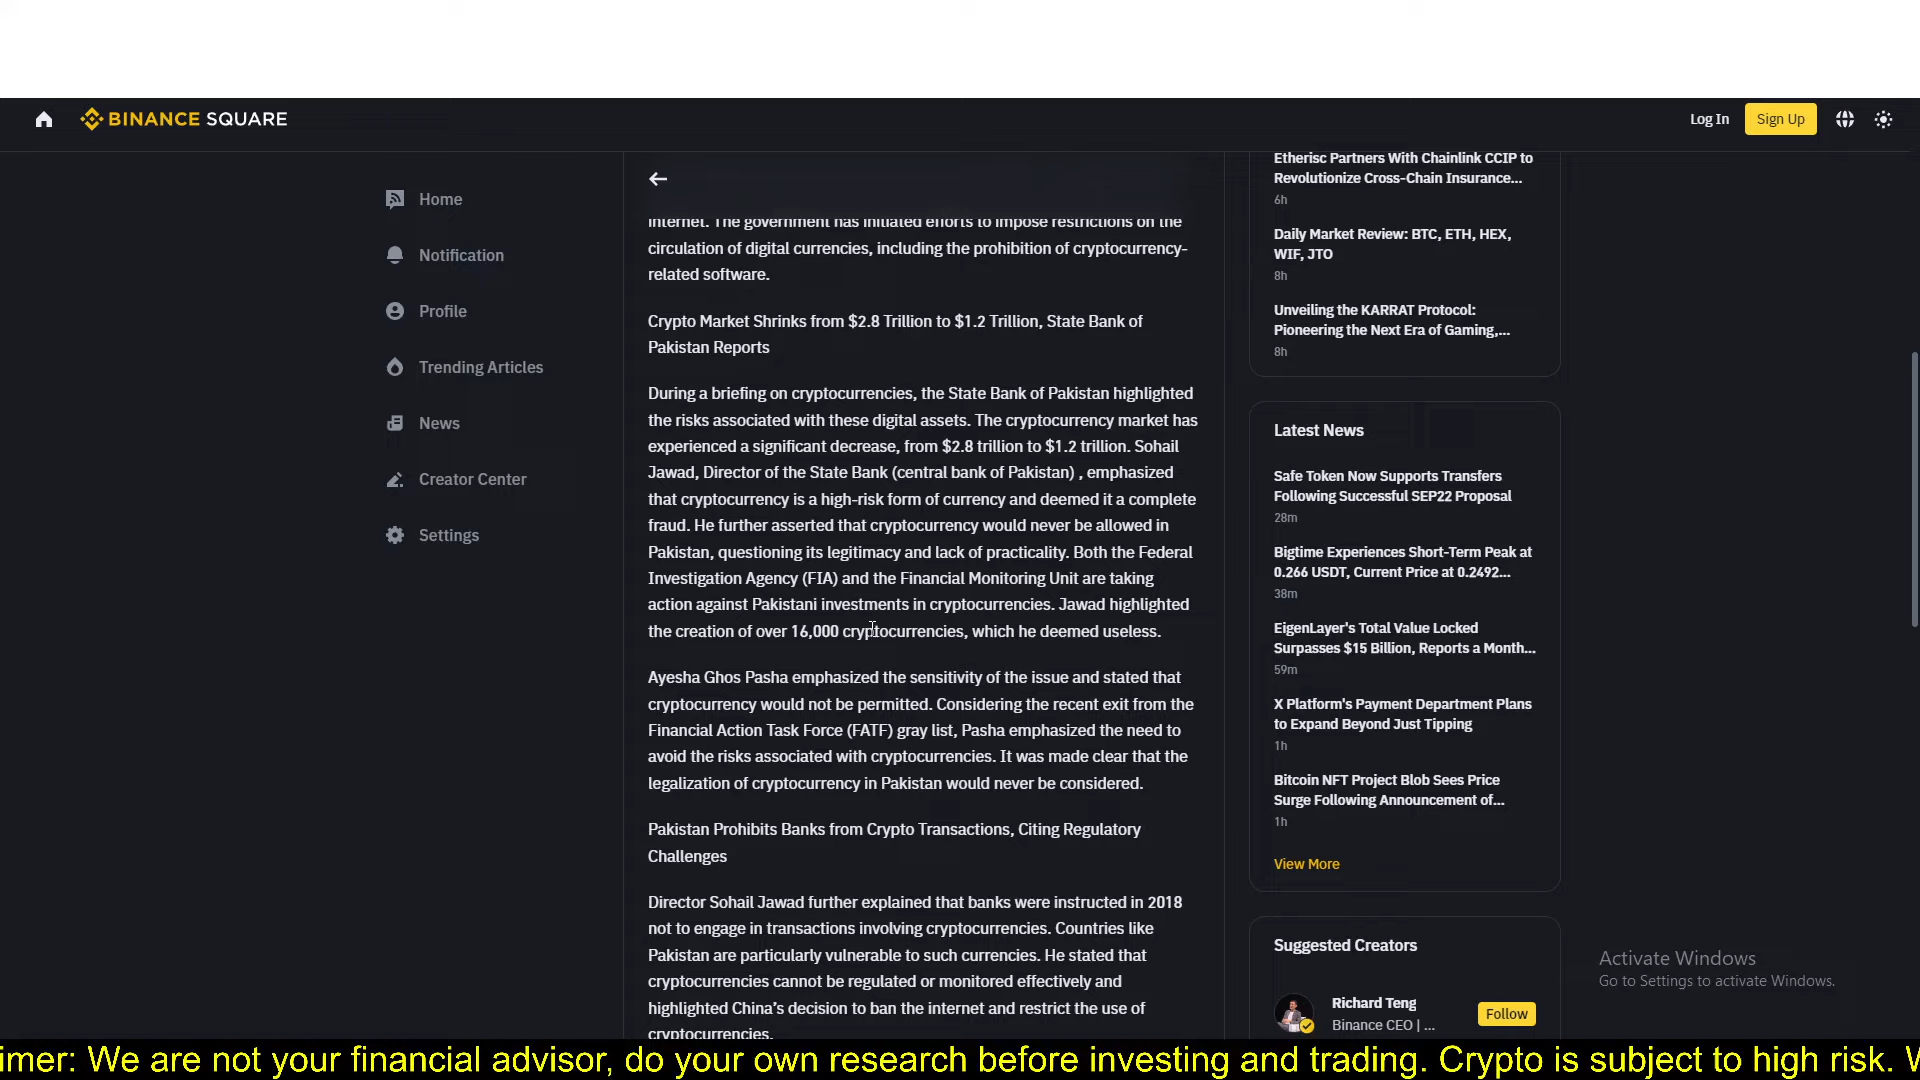 BINANCE SQUARE
Log In
Sign Up
Home
Notification
Profile
Trending Articles
News
Creator Center
Settings
internet. The government has initiated efforts to impose restrictions on the
circulation of digital currencies, including the prohibition of cryptocurrency-
related software.
Crypto Market Shrinks from $2.8 Trillion to $1.2 Trillion, State Bank of
Pakistan Reports
During a briefing on cryptocurrencies, the State Bank of Pakistan highlighted
the risks associated with these digital assets. The cryptocurrency market has
experienced a significant decrease, from $2.8 trillion to $1.2 trillion. Sohail
Jawad, Director of the State Bank (central bank of Pakistan) , emphasized
that cryptocurrency is a high-risk form of currency and deemed it a complete
fraud. He further asserted that cryptocurrency would never be allowed in
Pakistan, questioning its legitimacy and lack of practicality. Both the Federal
Investigation Agency (FIA) and the Financial Monitoring Unit are taking
action against Pakistani investments in cryptocurrencies. Jawad highlighted
the creation of over 16,000 cryptocurrencies, which he deemed useless.
Ayesha Ghos Pasha emphasized the sensitivity of the issue and stated that
cryptocurrency would not be permitted. Considering the recent exit from the
Financial Action Task Force (FATF) gray list, Pasha emphasized the need to
avoid the risks associated with cryptocurrencies. It was made clear that the
legalization of cryptocurrency in Pakistan would never be considered.
Pakistan Prohibits Banks from Crypto Transactions, Citing Regulatory
Challenges
Director Sohail Jawad further explained that banks were instructed in 2018
not to engage in transactions involving cryptocurrencies. Countries like
Pakistan are particularly vulnerable to such currencies. He stated that
cryptocurrencies cannot be regulated or monitored effectively and
highlighted China's decision to ban the internet and restrict the use of
cryptocurrencies.
Etherisc Partners With Chainlink CCIP to
Revolutionize Cross-Chain Insurance...
6h
Daily Market Review: BTC, ETH, HEX,
WIF, JTO
8h
Unveiling the KARRAT Protocol:
Pioneering the Next Era of Gaming,...
8h
Latest News
Safe Token Now Supports Transfers
Following Successful SEP22 Proposal
28m
Bigtime Experiences Short-Term Peak at
0.266 USDT, Current Price at 0.2492...
38m
EigenLayer's Total Value Locked
Surpasses $15 Billion, Reports a Month...
59m
X Platform's Payment Department Plans
to Expand Beyond Just Tipping
1h
Bitcoin NFT Project Blob Sees Price
Surge Following Announcement of...
1h
View More
Suggested Creators
Richard Teng
Binance CEO | ...
Follow
Activate Windows
Go to Settings to activate Windows.
imer: We are not your financial advisor, do your own research before investing and trading. Crypto is subject to high risk. W